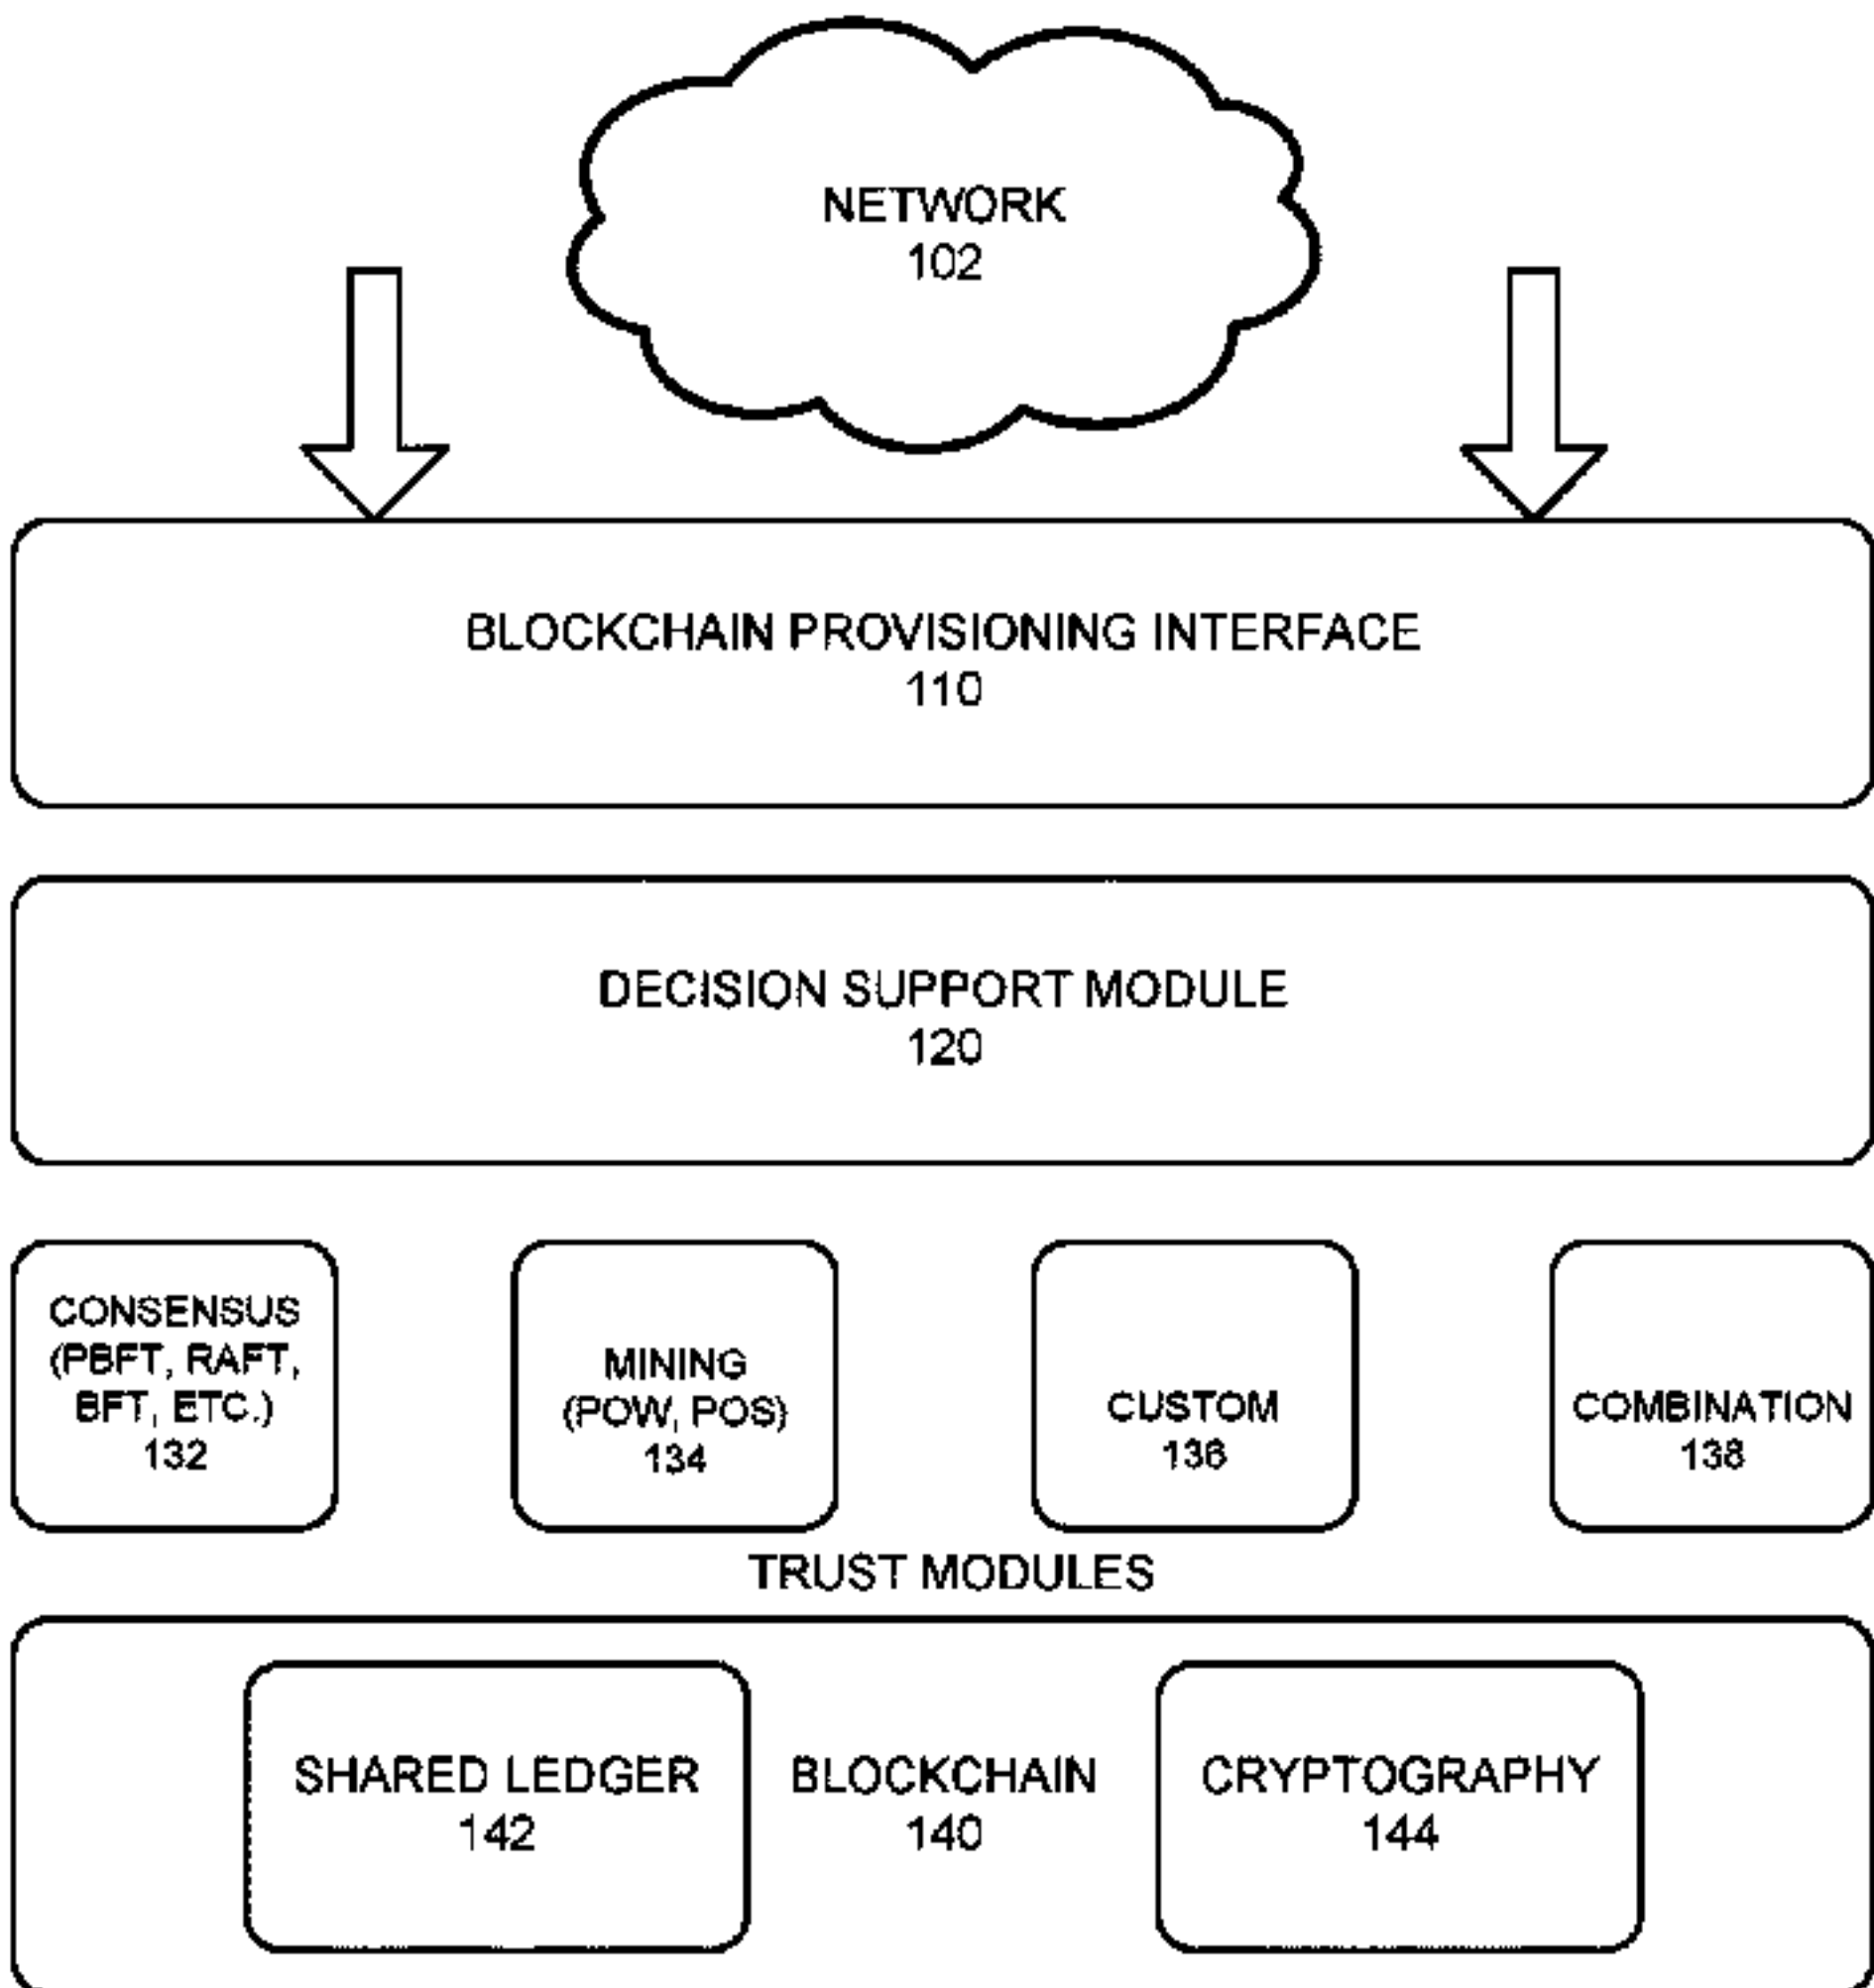 NETWORK
102
BLOCKCHAIN PROVISIONING INTERFACE
110
DECISION SUPPORT MODULE
120
CONSENSUS
(PBFT, RAFT,
BFT, ETC.)
132
MINING
(POW, POS)
134
CUSTOM
136
COMBINATION
138
TRUST MODULES
SHARED LEDGER
142
BLOCKCHAIN
140
CRYPTOGRAPHY
144